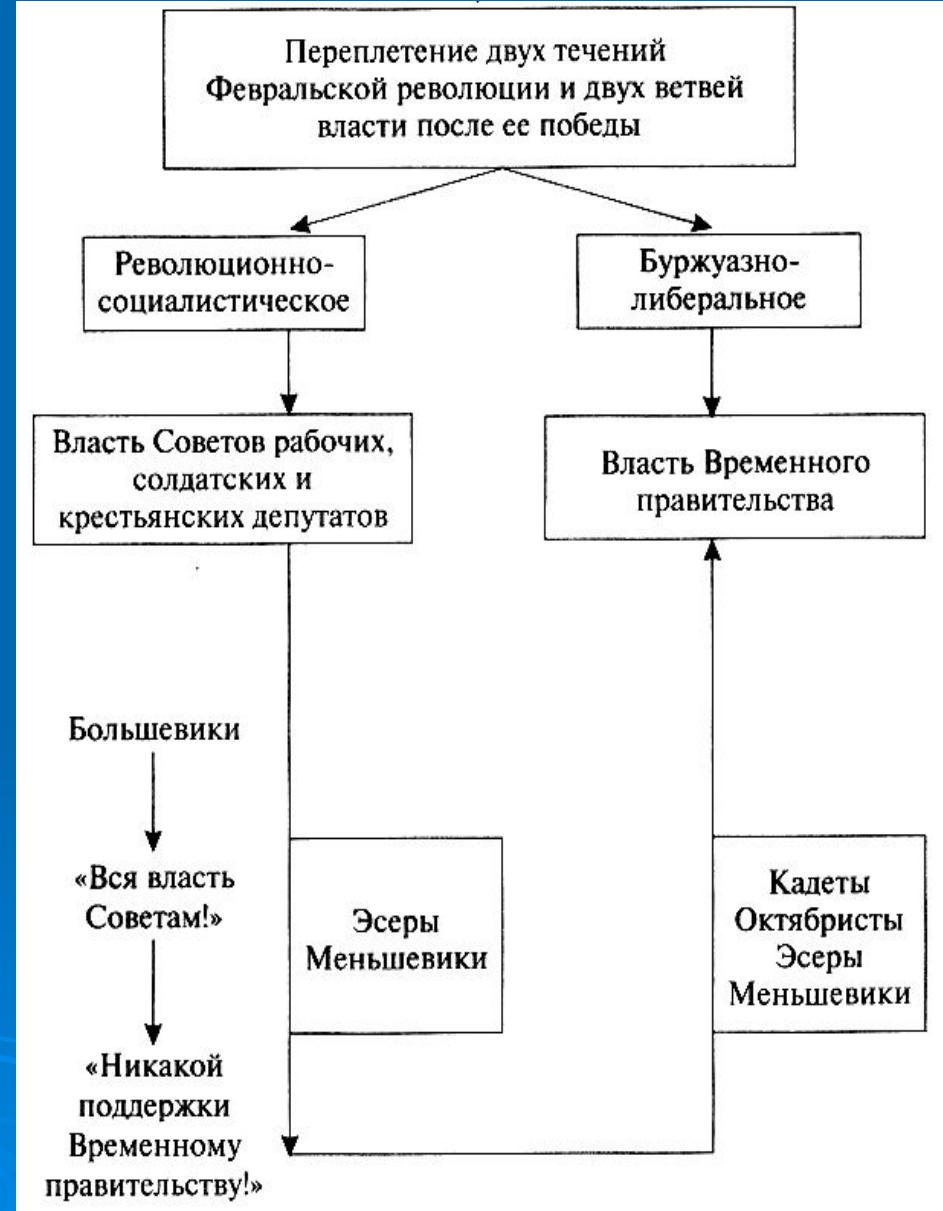 Переплетение двух течений
Февральской революции и двух ветвей
власти после ее победы
Революционно-
социалистическое
Буржуазно-
либеральное
Власть Советов рабочих,
солдатских и
крестьянских депутатов
Власть Временного
правительства
Большевики
«Вся власть
Советам!»
«Никакой
поддержки
Временному
правительству!»
Эсеры
Меньшевики
Кадеты
Октябристы
Эсеры
Меньшевики